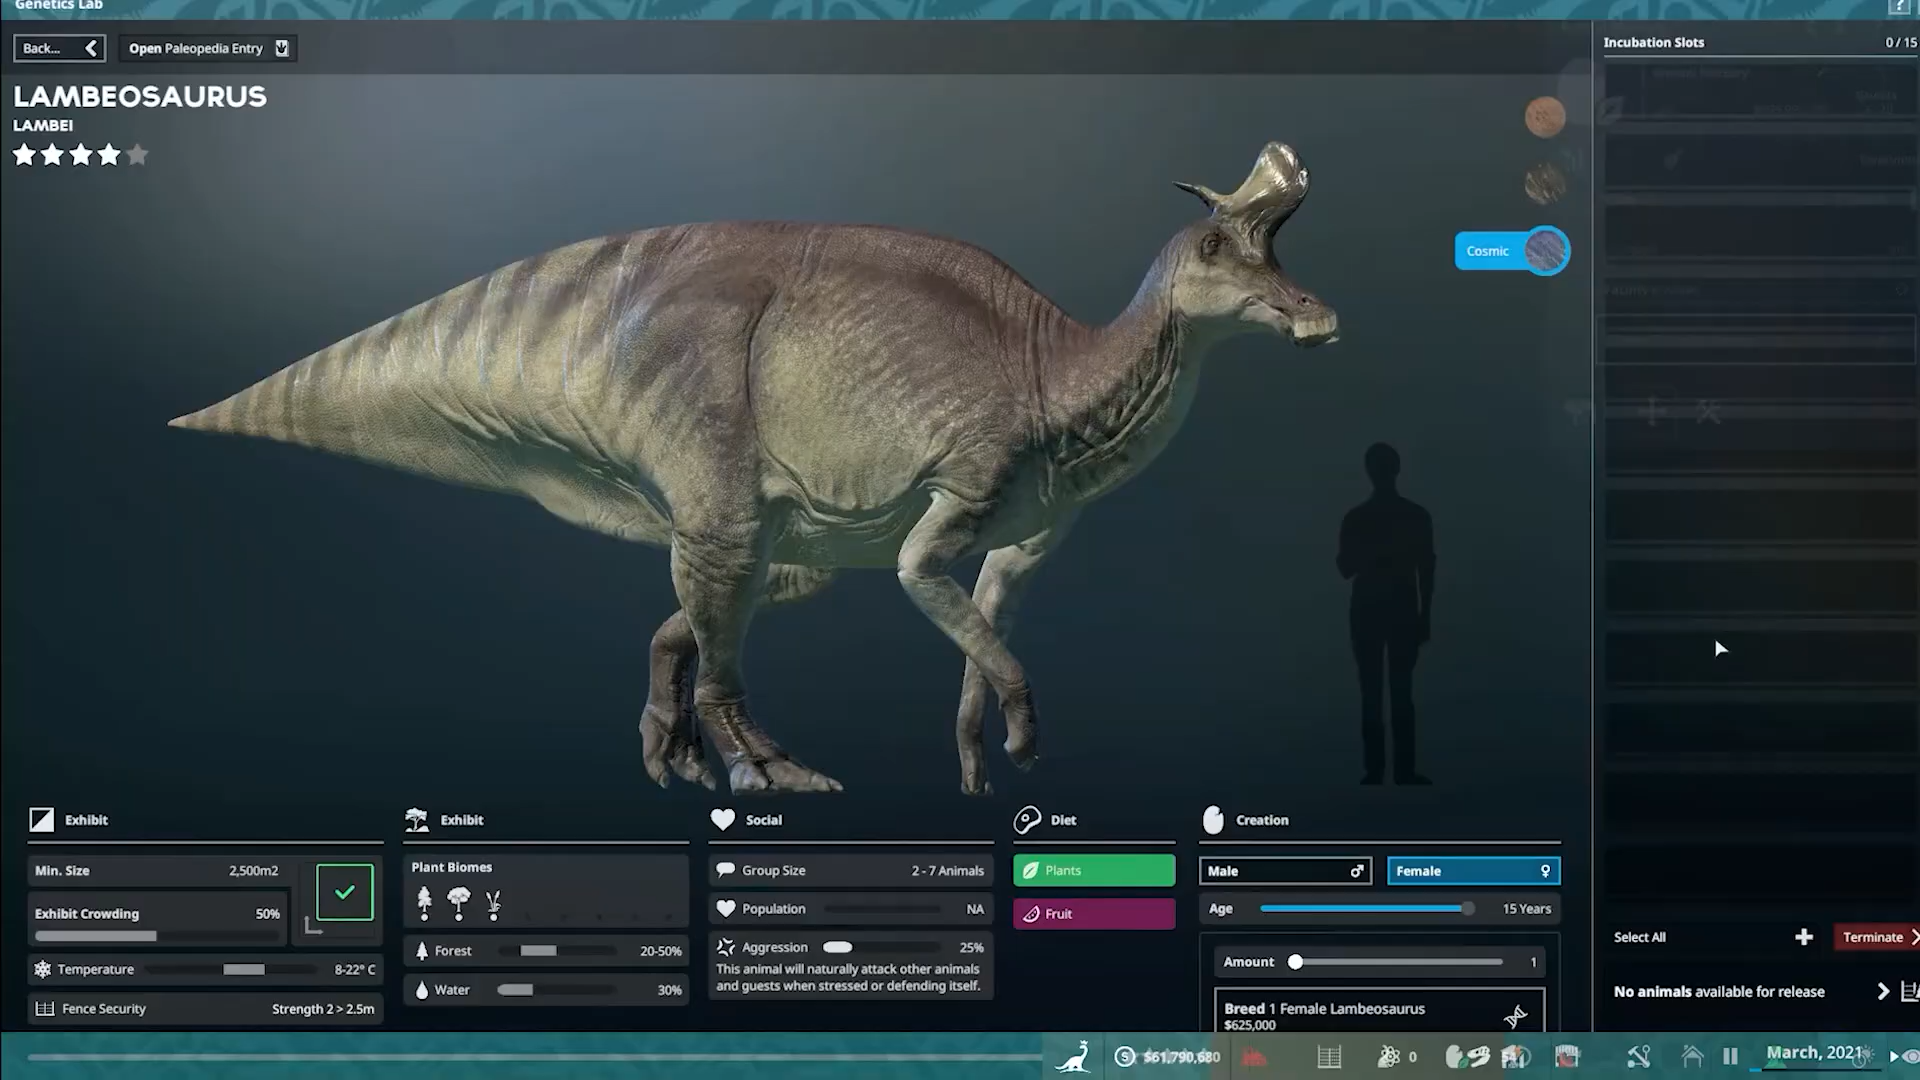 Genetics Lab
?
Back...
Open Paleopedia Entry
LAMBEOSAURUS
LAMBEI
Cosmic
Incubation Slots
0 / 15
Exhibit
Min. Size 2,500m2
Exhibit Crowding 50%
Temperature 8-22° C
Fence Security Strength 2 > 2.5m
Exhibit
Plant Biomes
Forest 20-50%
Water 30%
Social
Group Size 2 - 7 Animals
Population NA
Aggression 25%
This animal will naturally attack other animals
and guests when stressed or defending itself.
Diet
Plants
Fruit
Creation
Male
Female
Age 15 Years
Amount 1
Breed 1 Female Lambeosaurus
$625,000
Select All
Terminate
No animals available for release
$61,790,680
0
March, 2021